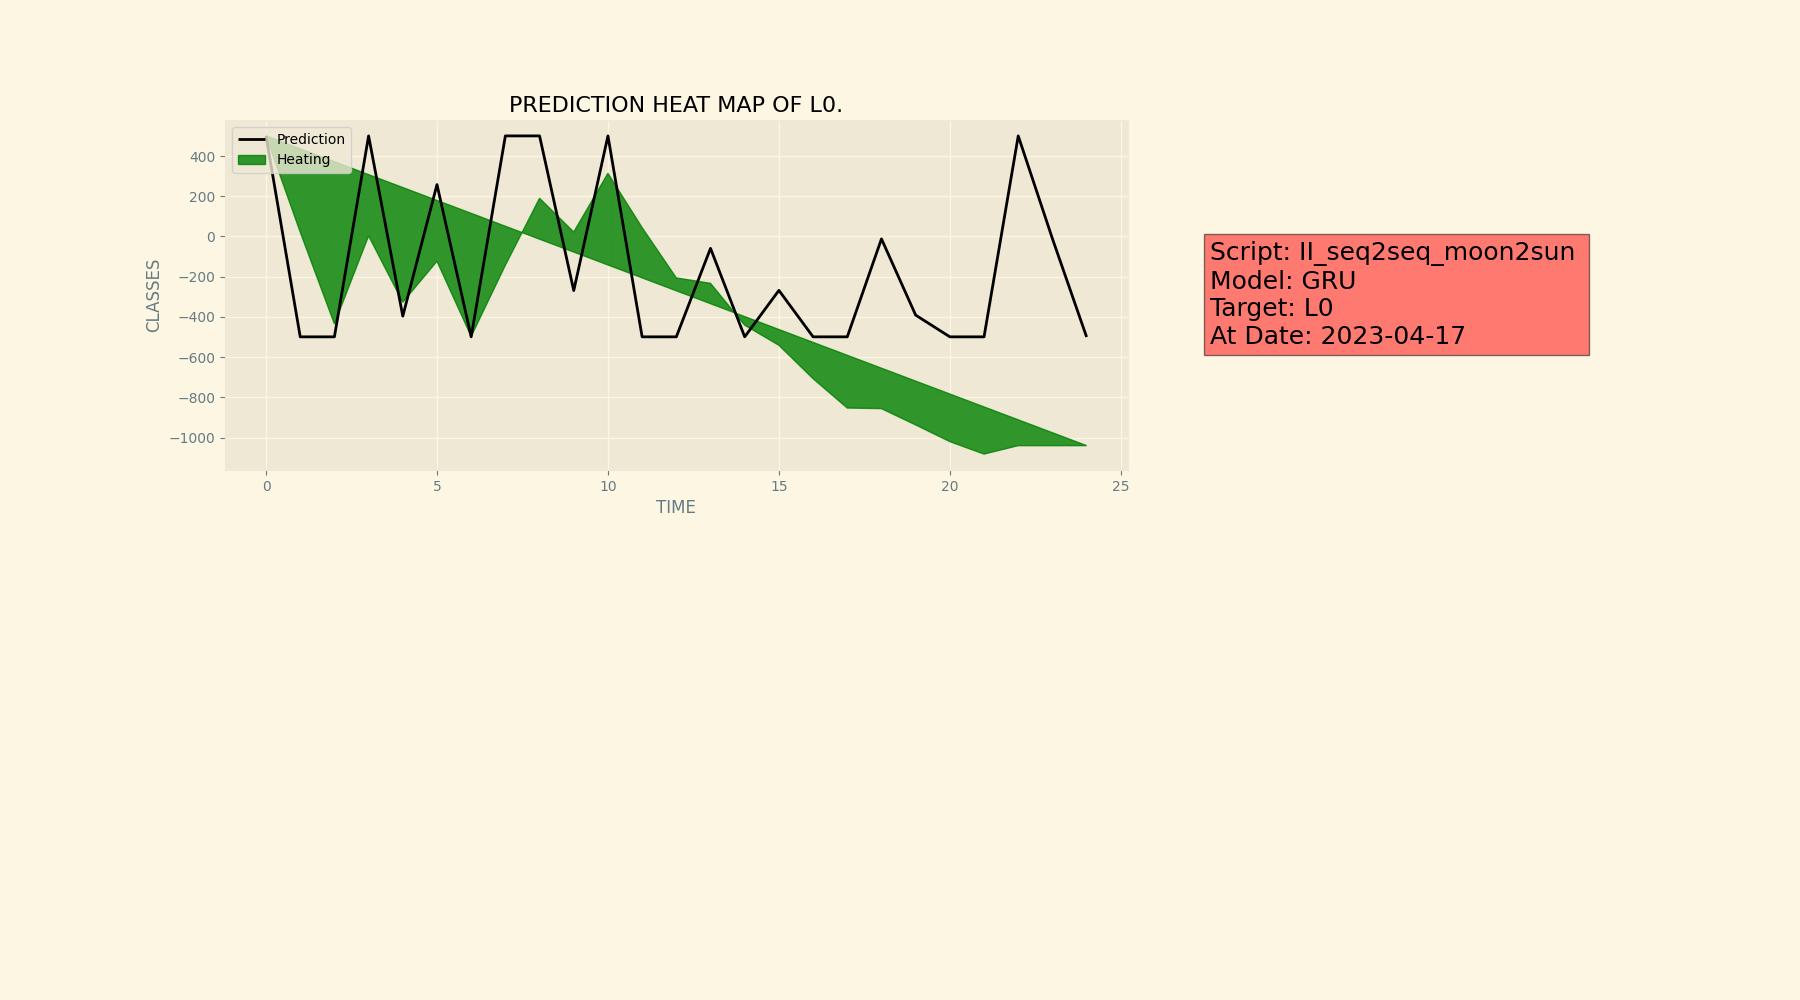 PREDICTION HEAT MAP OF L0.
Prediction
Heating
400
200
0
−200
−400
−600
−800
−1000
CLASSES
0 5 10 15 20 25
TIME
Script: II_seq2seq_moon2sun
Model: GRU
Target: L0
At Date: 2023-04-17